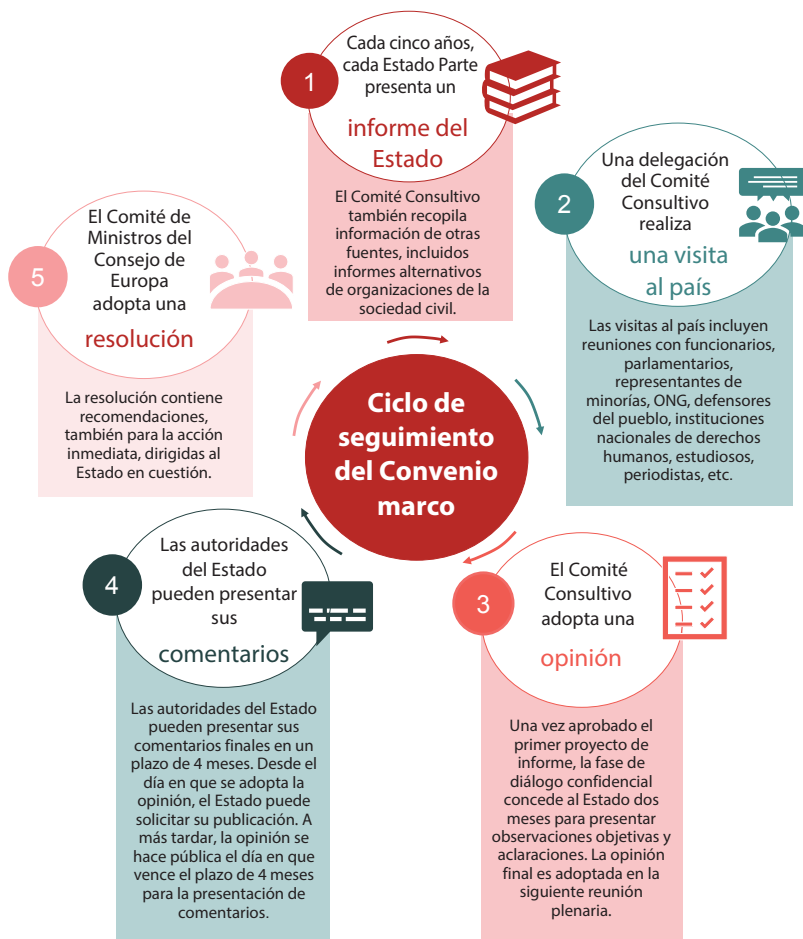 1
Cada cinco años,
cada Estado Parte
presenta un
informe del
Estado
El Comité Consultivo
también recopila
información de otras
fuentes, incluidos
informes alternativos
de organizaciones de la
sociedad civil.
2
Una delegación
del Comité
Consultivo
realiza
una visita
al país
Las visitas al país incluyen
reuniones con funcionarios,
parlamentarios,
representantes de
minorías, ONG, defensores
del pueblo, instituciones
nacionales de derechos
humanos, estudiosos,
periodistas, etc.
3
El Comité
Consultivo
adopta una
opinión
Una vez aprobado el
primer proyecto de
informe, la fase de
diálogo confidencial
concede al Estado dos
meses para presentar
observaciones objetivas y
aclaraciones. La opinión
final es adoptada en la
siguiente reunión
plenaria.
4
Las autoridades
del Estado
pueden presentar
sus
comentarios
Las autoridades del Estado
pueden presentar sus
comentarios finales en un
plazo de 4 meses. Desde el
día en que se adopta la
opinión, el Estado puede
solicitar su publicación. A
más tardar, la opinión se
hace pública el día en que
vence el plazo de 4 meses
para la presentación de
comentarios.
5
El Comité de
Ministros del
Consejo de
Europa
adopta una
resolución
La resolución contiene
recomendaciones,
también para la acción
inmediata, dirigidas al
Estado en cuestión.
Ciclo de
seguimiento
del Convenio
marco